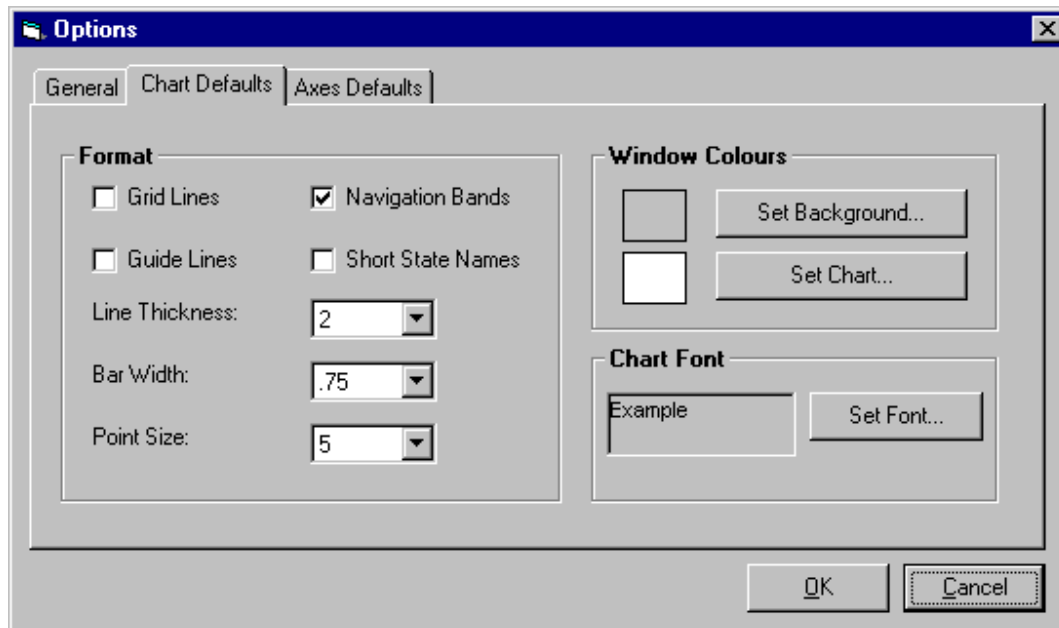 Options
General
Chart Defaults
Axes Defaults
Format
Grid Lines
Navigation Bands
Guide Lines
Short State Names
Line Thickness:
2
Bar Width:
.75
Point Size:
5
Window Colours
Set Background...
Set Chart...
Chart Font
Example
Set Font...
OK
Cancel